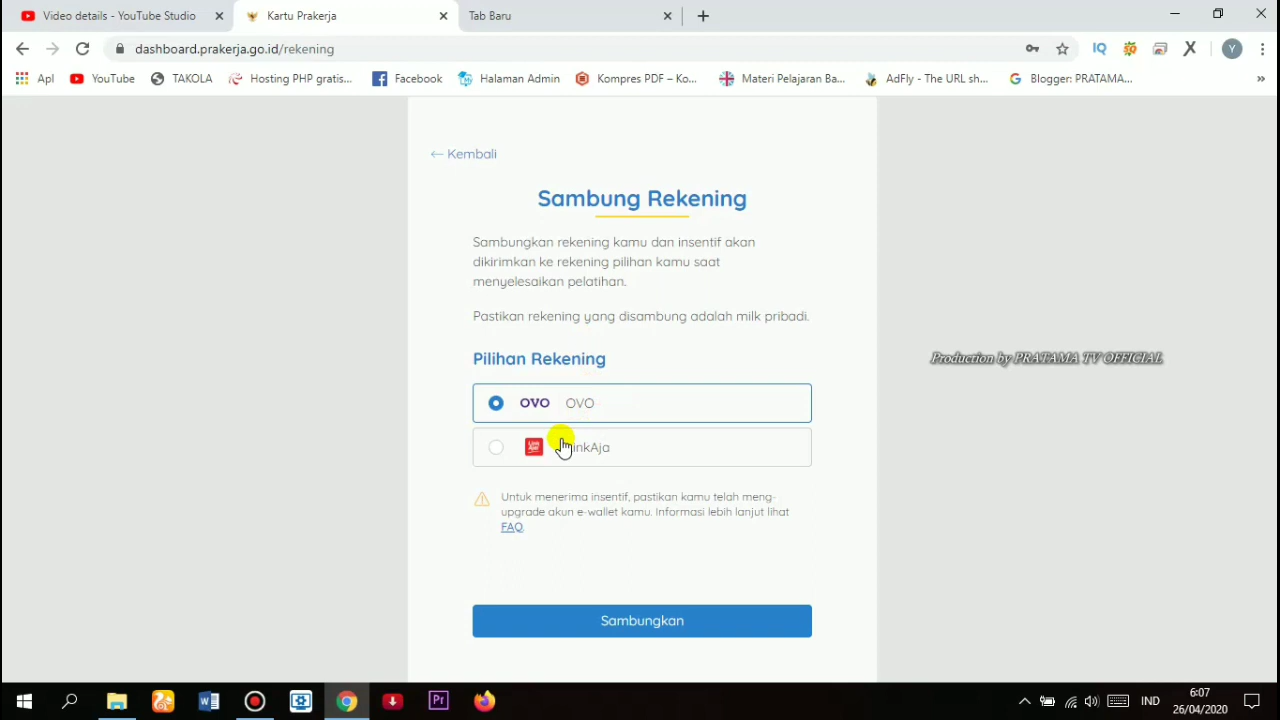 Video details - YouTube Studio
Kartu Prakerja
Tab Baru
dashboard.prakerja.go.id/rekening
IQ
X
Y
Apl
YouTube
TAKOLA
Hosting PHP gratis...
Facebook
Halaman Admin
Kompres PDF – Ko...
Materi Pelajaran Ba...
AdFly - The URL sh...
Blogger: PRATAMA...
»
← Kembali
Sambung Rekening
Sambungkan rekening kamu dan insentif akan
dikirimkan ke rekening pilihan kamu saat
menyelesaikan pelatihan.
Pastikan rekening yang disambung adalah milk pribadi.
Production by PRATAMA TV OFFICIAL
Pilihan Rekening
OVO OVO
inkAja
Untuk menerima insentif, pastikan kamu telah meng-
upgrade akun e-wallet kamu. Informasi lebih lanjut lihat
FAQ.
Sambungkan
Pr
IND
6:07
26/04/2020